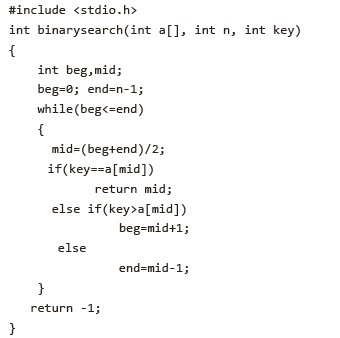 #include <stdio.h>
int binarysearch(int a[], int n, int key)
{
int beg,mid;
beg=0; end=n-1;
while(beg<=end)
{
mid=(beg+end)/2;
if(key==a[mid])
return mid;
else if(key>a[mid])
beg=mid+1;
else
end=mid-1;
}
return -1;
}